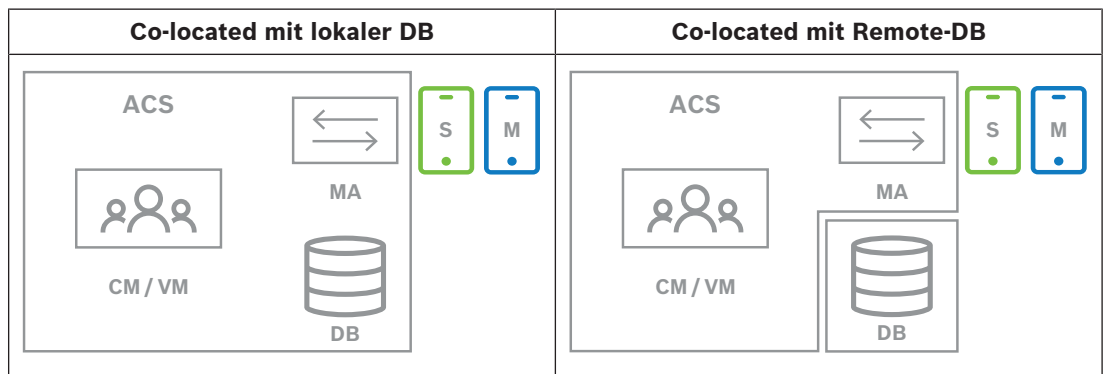 Co-located mit lokaler DB
Co-located mit Remote-DB
ACS
S
M
MA
CM / VM
DB
ACS
S
M
MA
CM / VM
DB